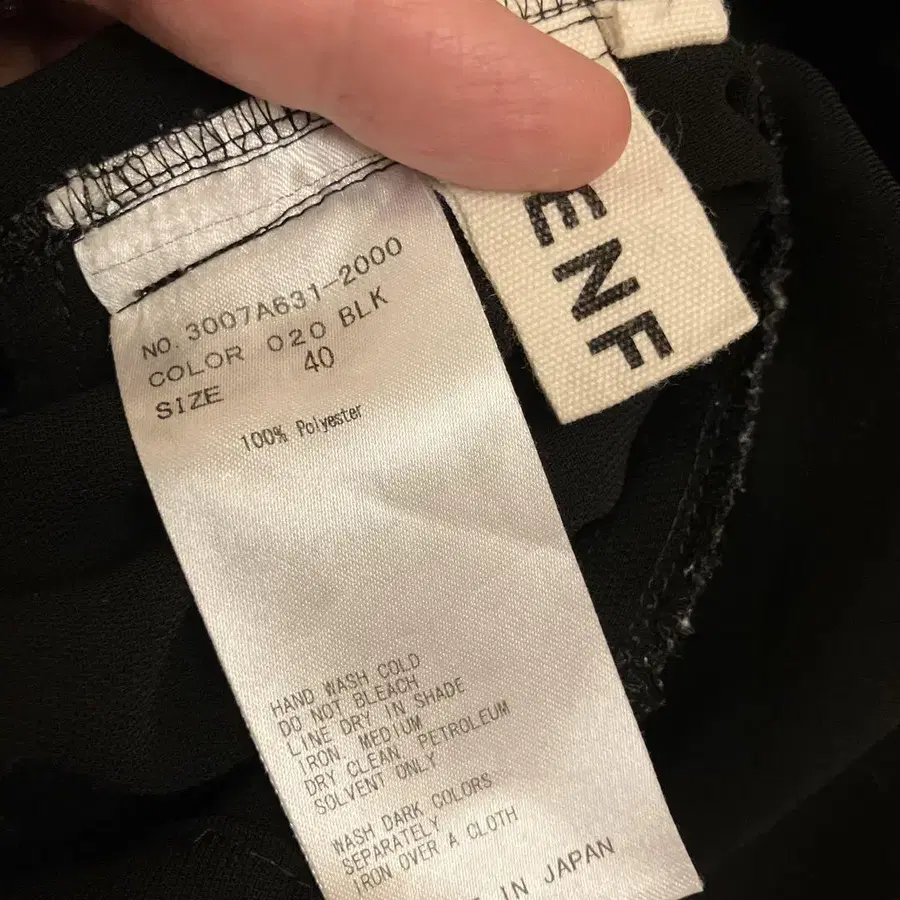 NO. 3007A631-2000
COLOR 020 BLK
SIZE 40
100% Polyester
HAND WASH COLD
DO NOT BLEACH
LINE DRY IN SHADE
IRON, MEDIUM
DRY CLEAN, PETROLEUM
SOLVENT ONLY
WASH DARK COLORS
SEPARATELY
IRON OVER A CLOTH
IN JAPAN
ENF